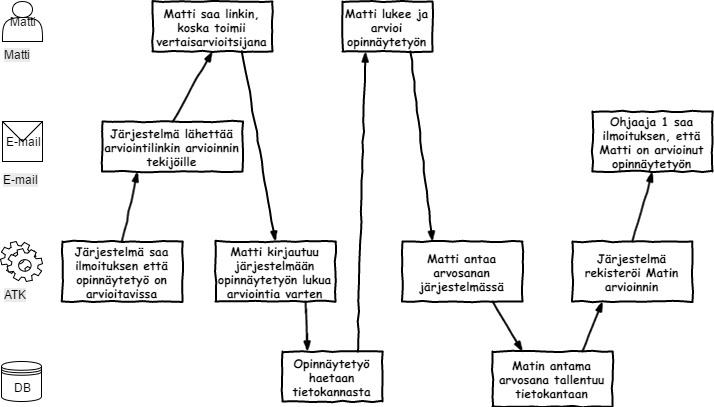 Matti
Matti
Matti saa linkin,
koska toimii
vertaisarvioitsijana
Matti lukee ja
arvioi
opinnäytetyön
E-mail
E-mail
Järjestelmä lähettää
arviointilinkin arvioinnin
tekijöille
Ohjaaja 1 saa
ilmoituksen, että
Matti on arvioinut
opinnäytetyön
ATK
Järjestelmä saa
ilmoituksen että
opinnäytetyö on
arvioitavissa
Matti kirjautuu
järjestelmään
opinnäytetyön lukua
arviointia varten
Matti antaa
arvosanan
järjestelmässä
Järjestelmä
rekisteröi Matin
arvioinnin
DB
Opinnäytetyö
haetaan
tietokannasta
Matin antama
arvosana tallentuu
tietokantaan